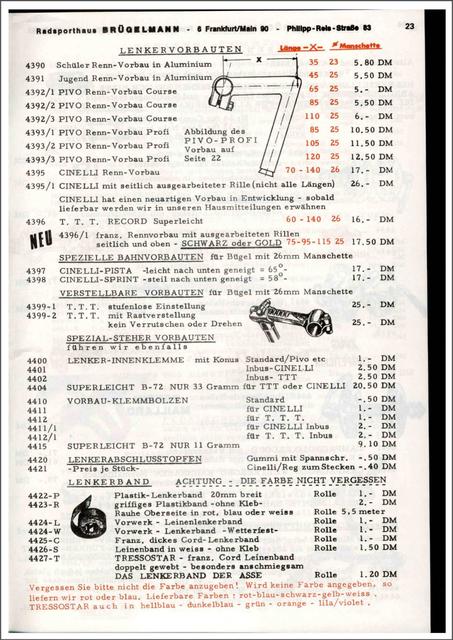 Radsporthaus BRÜGELMANN - 6 Frankfurt/Main 90 - Philipp-Reis-Straße 83 23
LENKERVORBAUTEN Länge -X- ⌀ Manschette
4390 Schüler Renn-Vorbau in Aluminium 35 23 5,80 DM
4391 Jugend Renn-Vorbau in Aluminium 45 25 5,50 DM
4392/1 PIVO Renn-Vorbau Course 65 25 5.- DM
4392/2 PIVO Renn-Vorbau Course 85 25 5,50 DM
4392/3 PIVO Renn-Vorbau Course 110 25 6.- DM
4393/1 PIVO Renn-Vorbau Profi Abbildung des 85 25 10,50 DM
4393/2 PIVO Renn-Vorbau Profi PIVO-PROFI 105 25 11,50 DM
4393/3 PIVO Renn-Vorbau Profi Vorbau auf Seite 22 120 25 12,50 DM
4395 CINELLI Renn-Vorbau 70 - 140 26 17.- DM
4395/1 CINELLI mit seitlich ausgearbeiteter Rille (nicht alle Längen) 26.- DM
CINELLI hat einen neuartigen Vorbau in Entwicklung - sobald
lieferbar werden wir in unseren Hausmitteilungen erwähnen
4396 T. T. T. RECORD Superleicht 60 - 140 26 16.- DM
NEU 4396/1 franz. Rennvorbau mit ausgearbeiteten Rillen
seitlich und oben - SCHWARZ oder GOLD 75-95-115 25 17,50 DM
SPEZIELLE BAHNVORBAUTEN für Bügel mit 26mm Manschette
4397 CINELLI-PISTA -leicht nach unten geneigt = 65° - 17.- DM
4398 CINELLI-SPRINT -steil nach unten geneigt = 58° - 17.- DM
VERSTELLBARE VORBAUTEN für Bügel mit 26mm Manschette
4399-1 T.T.T. stufenlose Einstellung 25.- DM
4399-2 T.T.T. mit Rastverstellung
kein Verrutschen oder Drehen 25.- DM
SPEZIAL-STEHER VORBAUTEN
führen wir ebenfalls
4400 LENKER-INNENKLEMME mit Konus Standard/Pivo etc 1.- DM
4401 Inbus-CINELLI 2,50 DM
4402 Inbus- TTT 2.50 DM
4404 SUPERLEICHT B-72 NUR 33 Gramm für TTT oder CINELLI 20,50 DM
4410 VORBAU-KLEMMBOLZEN Standard -.50 DM
4411 für CINELLI 1.- DM
4412 für T. T. T. 1.- DM
4411/1 für CINELLI Inbus 2.- DM
4412/1 für T. T. T. Inbus 2.- DM
4415 SUPERLEICHT B-72 NUR 11 Gramm 9.10 DM
4420 LENKERABSCHLUSSTOPFEN Gummi mit Spannschr. -.50 DM
4421 -Preis je Stück- Cinelli/Reg zum Stecken -.40 DM
LENKERBAND ACHTUNG - DIE FARBE NICHT VERGESSEN
4422-P Plastik-Lenkerband 20mm breit Rolle 1.- DM
4423-R griffiges Plastikband -ohne Kleb- 2.- DM
Rauhe Oberseite in rot, blau oder weiss Rolle 5,5 meter
4424-L Vorwerk - Leinenlenkerband Rolle 1.- DM
4424-W Vorwerk - Lenkerband -Wetterfest- Rolle 1.- DM
4425-C Franz. dickes Cord-Lenkerband Rolle 1.- DM
4426-S Leinenband in weiss - ohne Kleb Rolle 1,50 DM
4427-T TRESSOSTAR - franz. Cord Leinenband
doppelt gewebt - besonders anschmiegsam
DAS LENKERBAND DER ASSE Rolle 1.20 DM
Vergessen Sie bitte nicht die Farbe anzugeben! Wird keine Farbe angegeben, so
liefern wir rot oder blau. Lieferbare Farben : rot-blau-schwarz-gelb-weiss .
TRESSOSTAR auch in hellblau - dunkelblau - grün - orange - lila/violet .
X